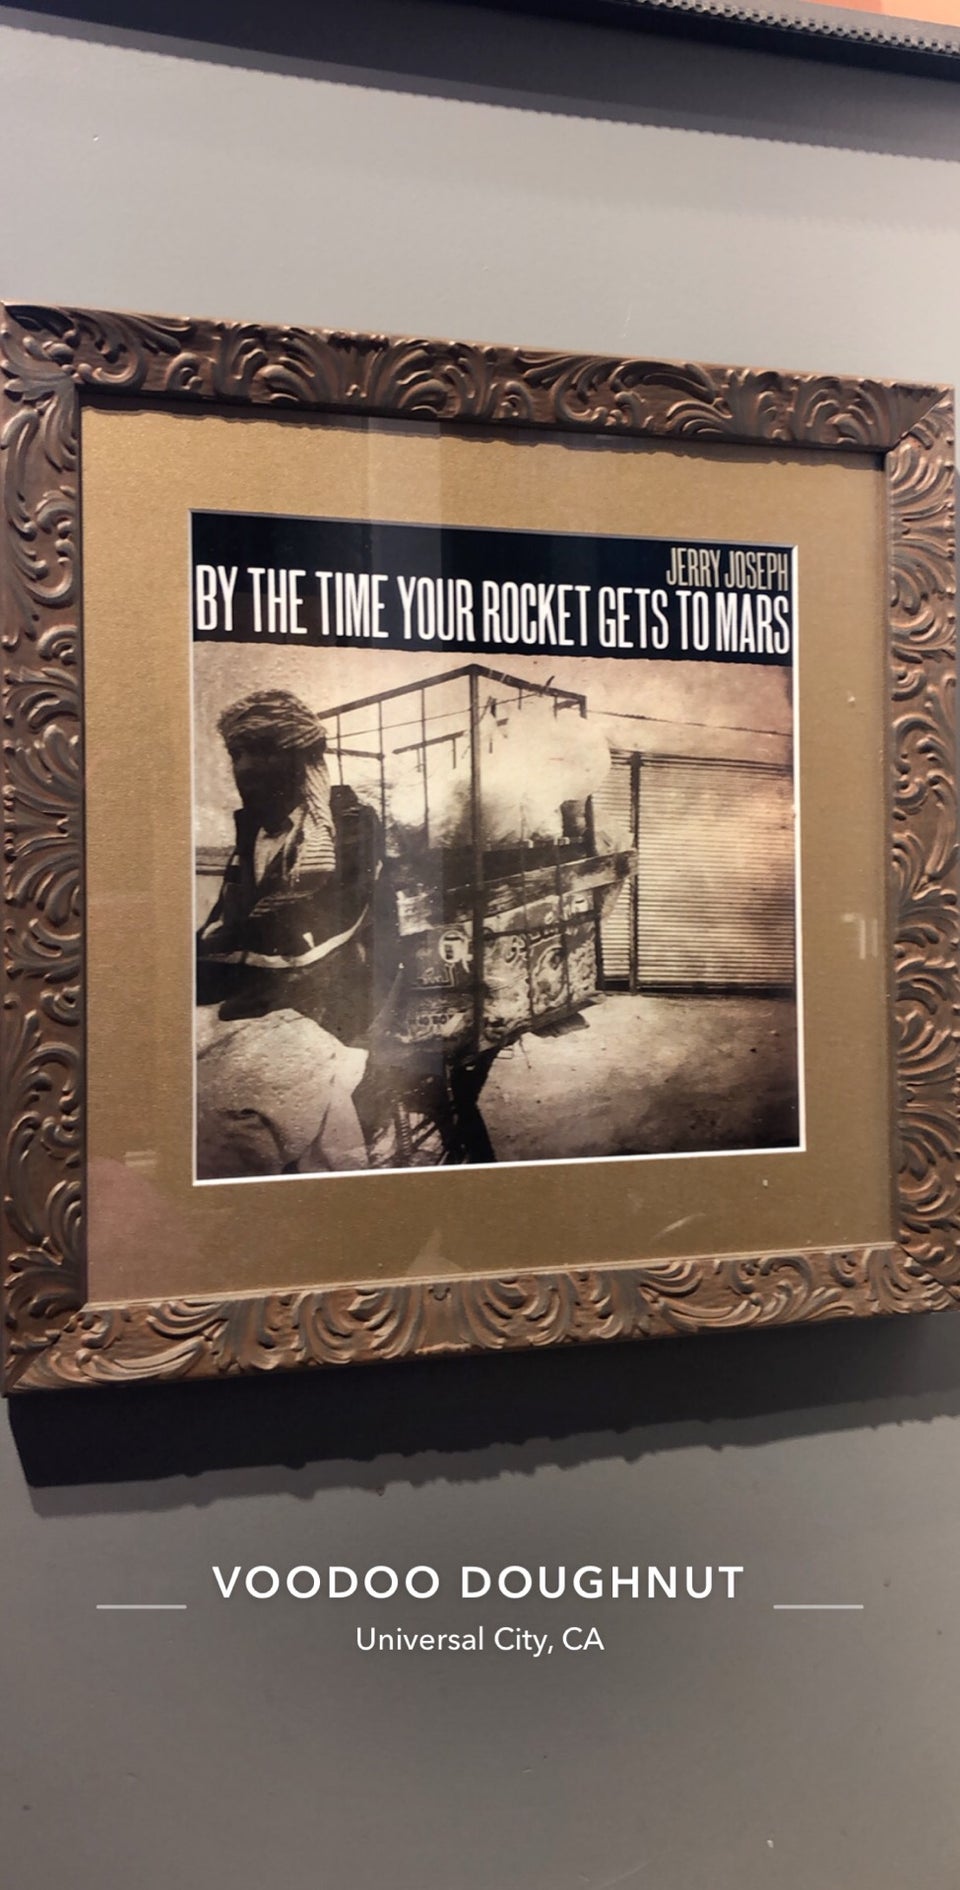 JERRY JOSEPH
BY THE TIME YOUR ROCKET GETS TO MARS
VOODOO DOUGHNUT
Universal City, CA